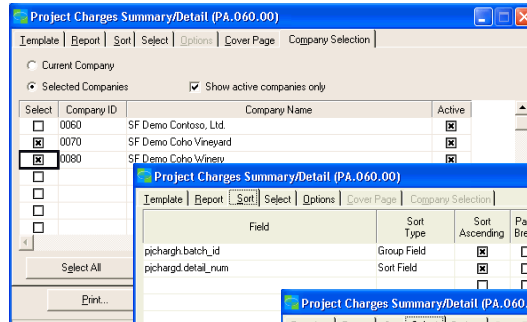 Project Charges Summary/Detail (PA.060.00)
Template Report Sort Select Options Cover Page Company Selection
Current Company
Selected Companies Show active companies only
Select Company ID Company Name Active
0060 SF Demo Contoso, Ltd.
0070 SF Demo Coho Vineyard
0080 SF Demo Coho Winery
Select All
Print...
Project Charges Summary/Detail (PA.060.00)
Template Report Sort Select Options Cover Page Company Selection
Field Sort Type Sort Ascending Pa Bre
pjchargh.batch_id Group Field
pjchargd.detail_num Sort Field
Project Charges Summary/Detail (PA.060.